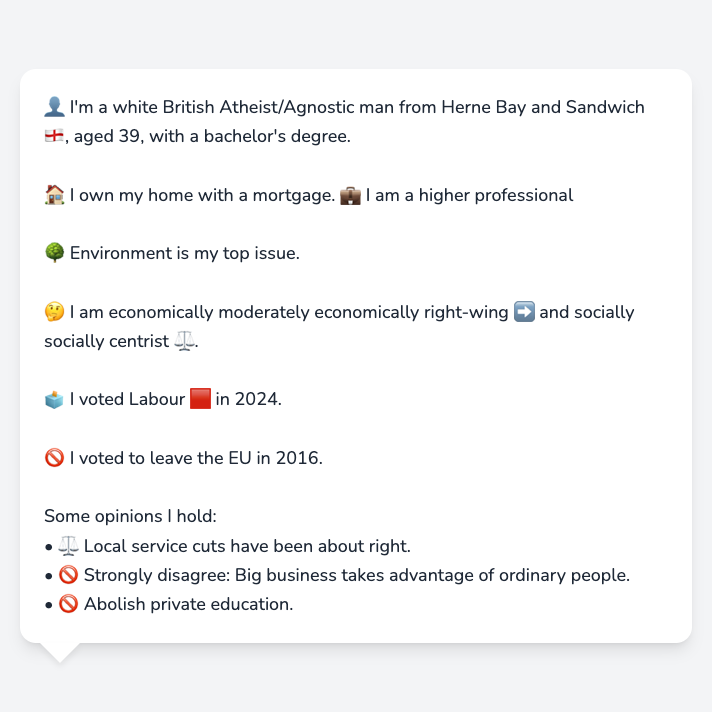 👤 I'm a white British Atheist/Agnostic man from Herne Bay and Sandwich
🏴󠁧󠁢󠁥󠁮󠁧󠁿, aged 39, with a bachelor's degree.
🏠 I own my home with a mortgage. 💼 I am a higher professional
🌳 Environment is my top issue.
🤔 I am economically moderately economically right-wing ➡️ and socially
socially centrist ⚖️.
🗳️ I voted Labour 🟥 in 2024.
🚫 I voted to leave the EU in 2016.
Some opinions I hold:
• ⚖️ Local service cuts have been about right.
• 🚫 Strongly disagree: Big business takes advantage of ordinary people.
• 🚫 Abolish private education.